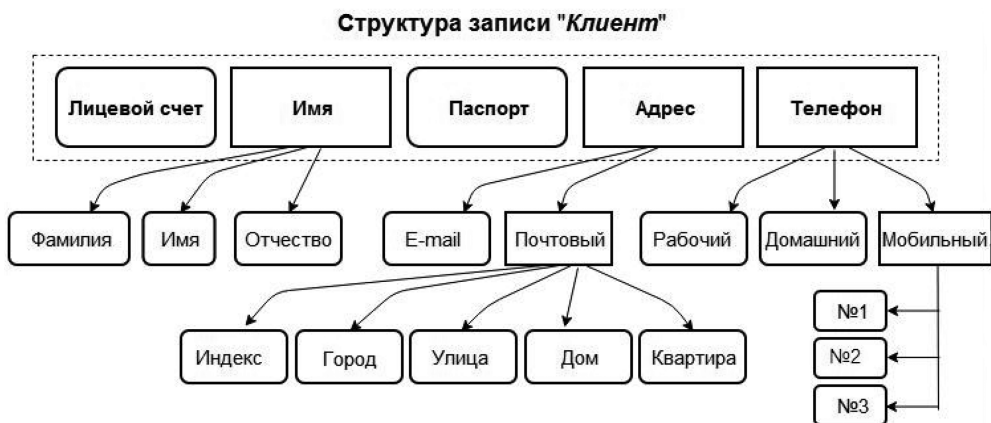 Структура записи "Клиент"
Лицевой счет Имя Паспорт Адрес Телефон
Фамилия Имя Отчество E-mail Почтовый Рабочий Домашний Мобильный
Индекс Город Улица Дом Квартира
№1
№2
№3